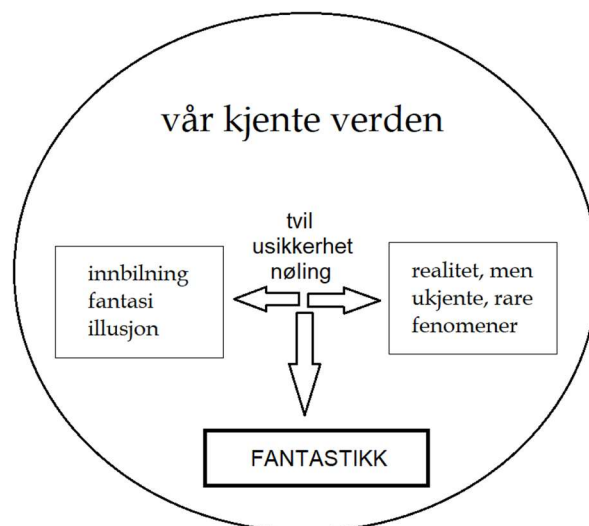 vår kjente verden
tvil
usikkerhet
nøling
innbilning
fantasi
illusjon
realitet, men
ukjente, rare
fenomener
FANTASTIKK